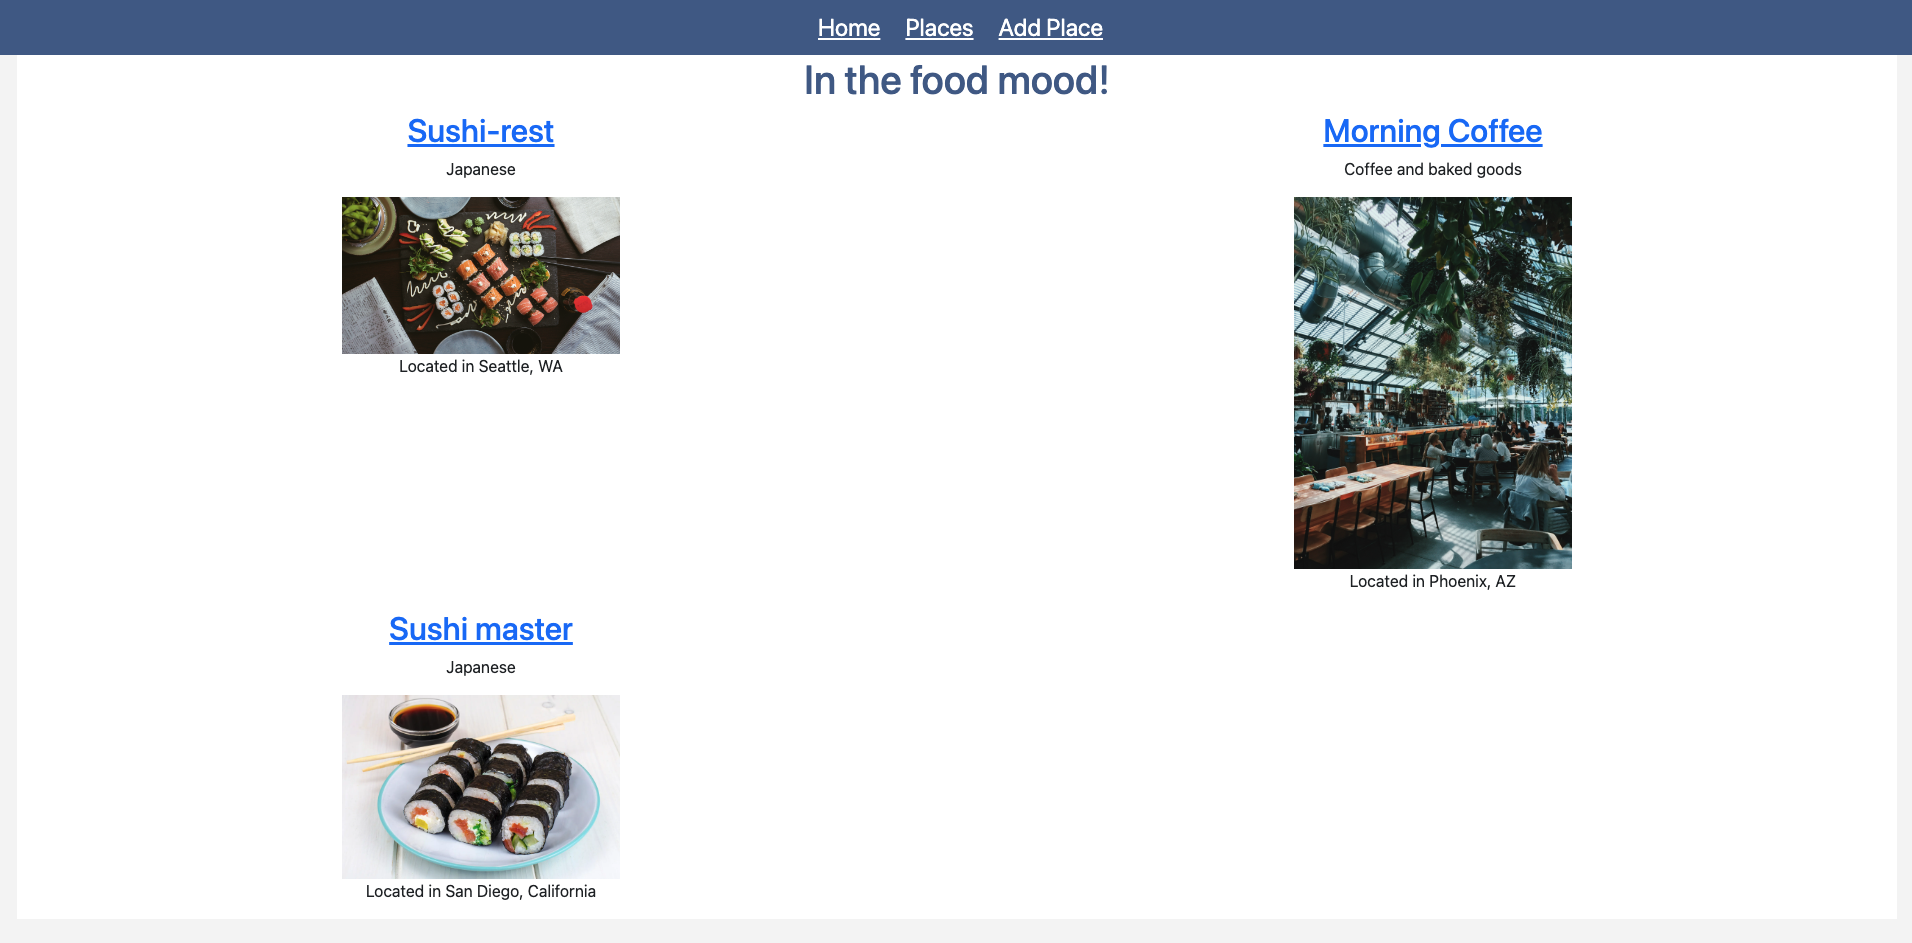 Home Places Add Place
In the food mood!
Sushi-rest
Japanese
Located in Seattle, WA
Morning Coffee
Coffee and baked goods
Located in Phoenix, AZ
Sushi master
Japanese
Located in San Diego, California